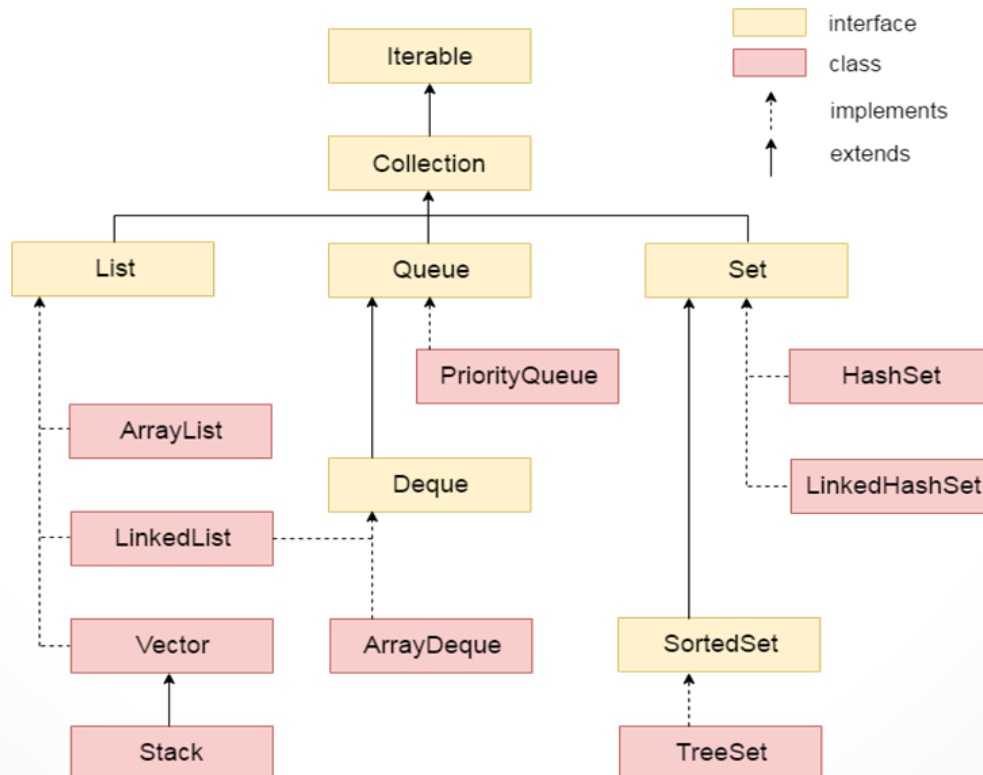 interface
Iterable
class
implements
extends
Collection
List
Queue
Set
PriorityQueue
HashSet
ArrayList
Deque
LinkedHashSet
LinkedList
Vector
ArrayDeque
SortedSet
Stack
TreeSet